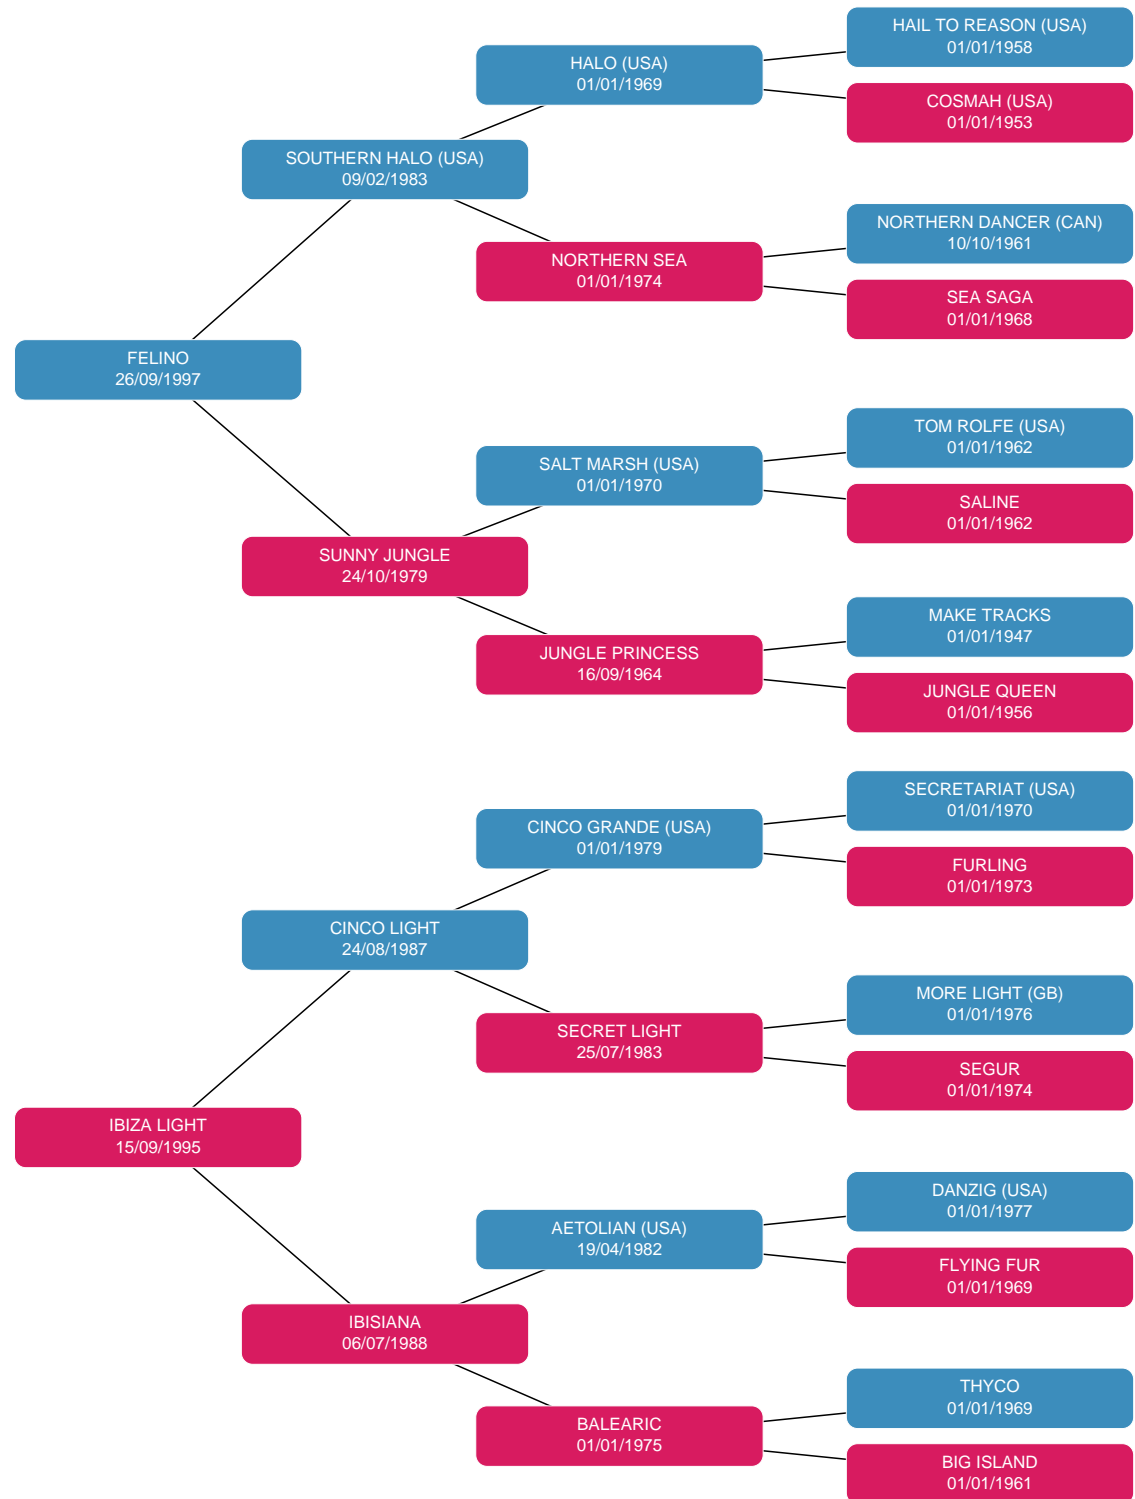 HAIL TO REASON (USA)
01/01/1958
HALO (USA)
01/01/1969
COSMAH (USA)
01/01/1953
SOUTHERN HALO (USA)
09/02/1983
NORTHERN DANCER (CAN)
10/10/1961
NORTHERN SEA
01/01/1974
SEA SAGA
01/01/1968
FELINO
26/09/1997
TOM ROLFE (USA)
01/01/1962
SALT MARSH (USA)
01/01/1970
SALINE
01/01/1962
SUNNY JUNGLE
24/10/1979
MAKE TRACKS
01/01/1947
JUNGLE PRINCESS
16/09/1964
JUNGLE QUEEN
01/01/1956
SECRETARIAT (USA)
01/01/1970
CINCO GRANDE (USA)
01/01/1979
FURLING
01/01/1973
CINCO LIGHT
24/08/1987
MORE LIGHT (GB)
01/01/1976
SECRET LIGHT
25/07/1983
SEGUR
01/01/1974
IBIZA LIGHT
15/09/1995
DANZIG (USA)
01/01/1977
AETOLIAN (USA)
19/04/1982
FLYING FUR
01/01/1969
IBISIANA
06/07/1988
THYCO
01/01/1969
BALEARIC
01/01/1975
BIG ISLAND
01/01/1961